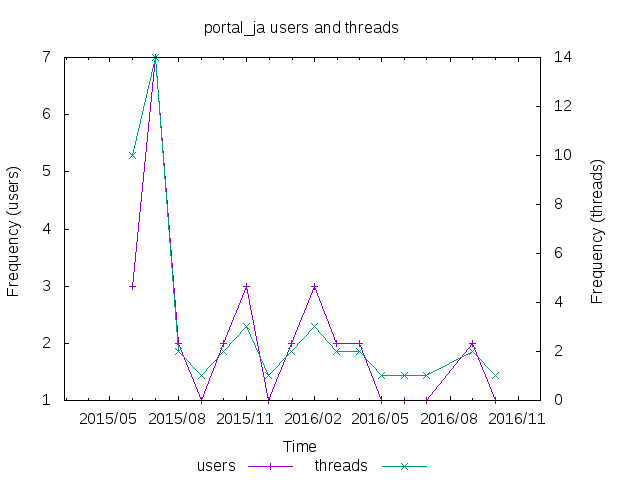 portal_ja users and threads
7
6
5
4
3
2
1
14
12
10
8
6
4
2
0
Frequency (users)
Frequency (threads)
2015/05 2015/08 2015/11 2016/02 2016/05 2016/08 2016/11
Time
users threads